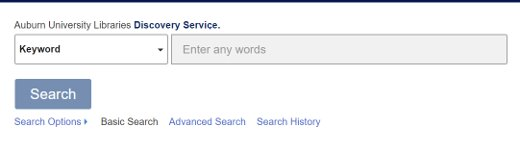 Auburn University Libraries Discovery Service.
Keyword
Enter any words
Search
Search Options Basic Search Advanced Search Search History